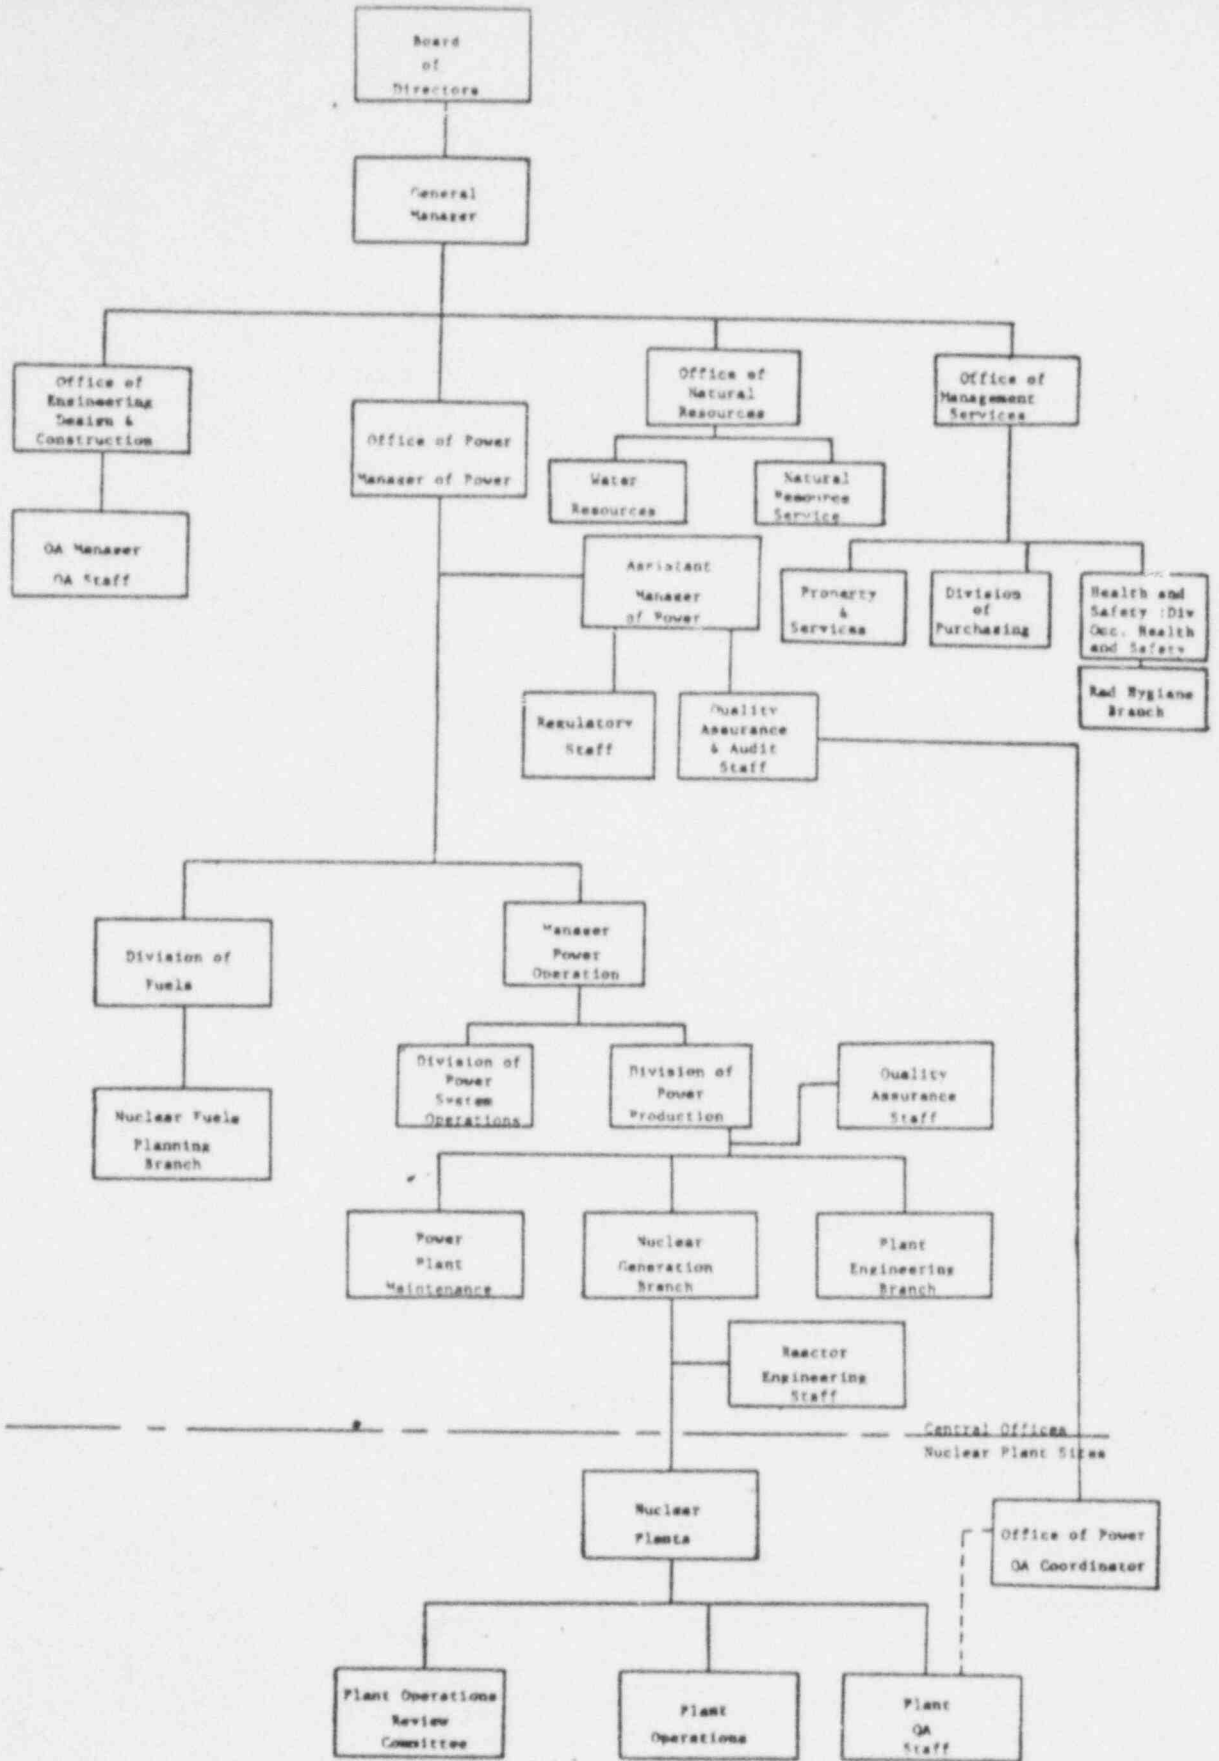 Board
of
Directors
General
Manager
Office of
Engineering
Design &
Construction
Office of Power
Manager of Power
Office of
Natural
Resources
Office of
Management
Services
Water
Resources
Natural
Resource
Service
QA Manager
QA Staff
Assistant
Manager
of Power
Proparty
&
Services
Division
of
Purchasing
Health and
Safety :Div
Occ. Health
and Safety
Rad Hygiane
Branch
Regulatory
Staff
Quality
Assurance
& Audit
Staff
Division of
Fuels
Manager
Power
Operation
Nuclear Fuels
Planning
Branch
Division of
Power
System
Operations
Division of
Power
Production
Quality
Assurance
Staff
Power
Plant
Maintenance
Nuclear
Generation
Branch
Plant
Engineering
Branch
Reactor
Engineering
Staff
Central Offices
Nuclear Plant Sites
Nuclear
Plants
Office of Power
QA Coordinator
Plant Operations
Review
Committee
Plant
Operations
Plant
QA
Staff